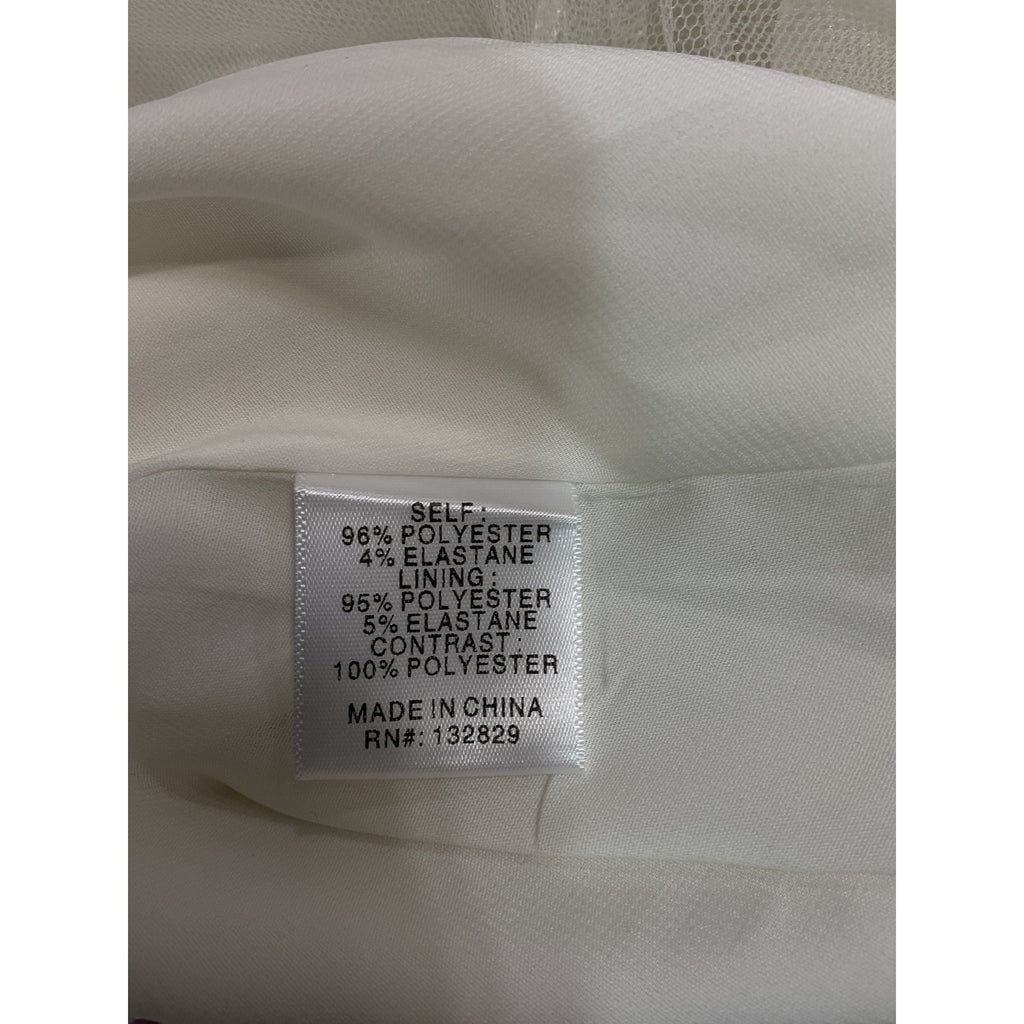 SELF:
96% POLYESTER
4% ELASTANE
LINING:
95% POLYESTER
5% ELASTANE
CONTRAST:
100% POLYESTER
MADE IN CHINA
RN#: 132829